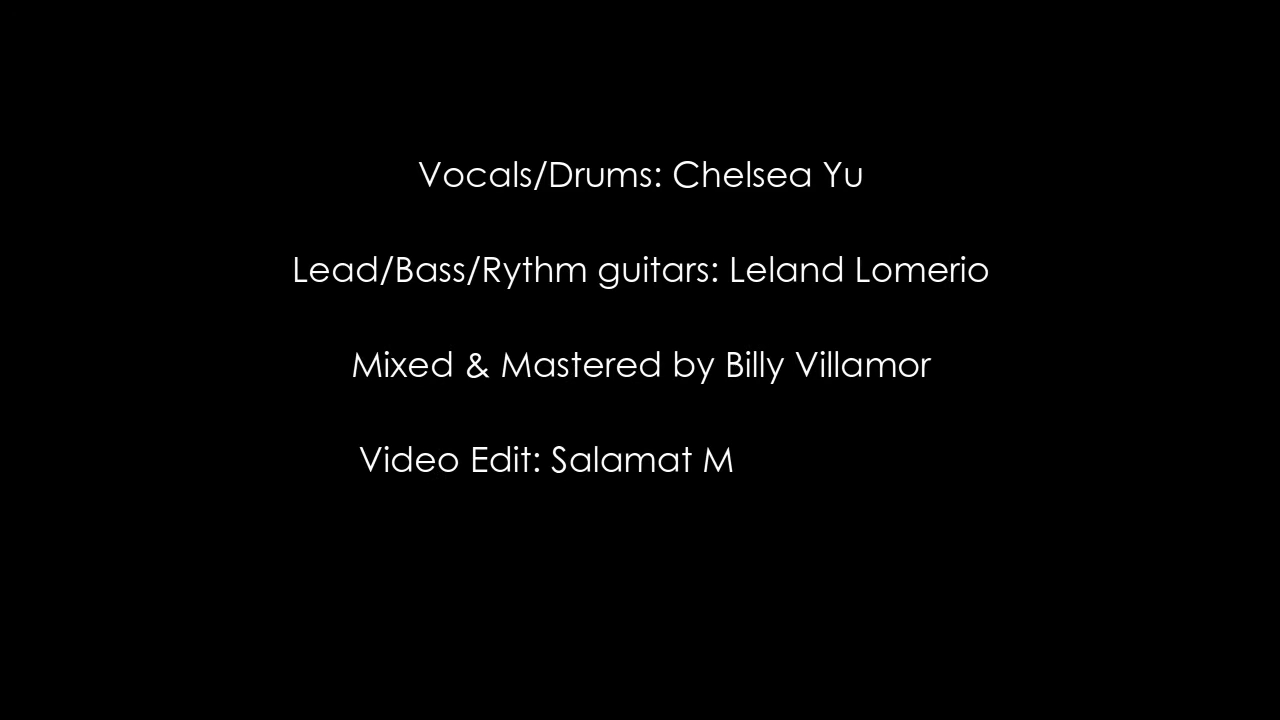 Vocals/Drums: Chelsea Yu
Lead/Bass/Rythm guitars: Leland Lomerio
Mixed & Mastered by Billy Villamor
Video Edit: Salamat M